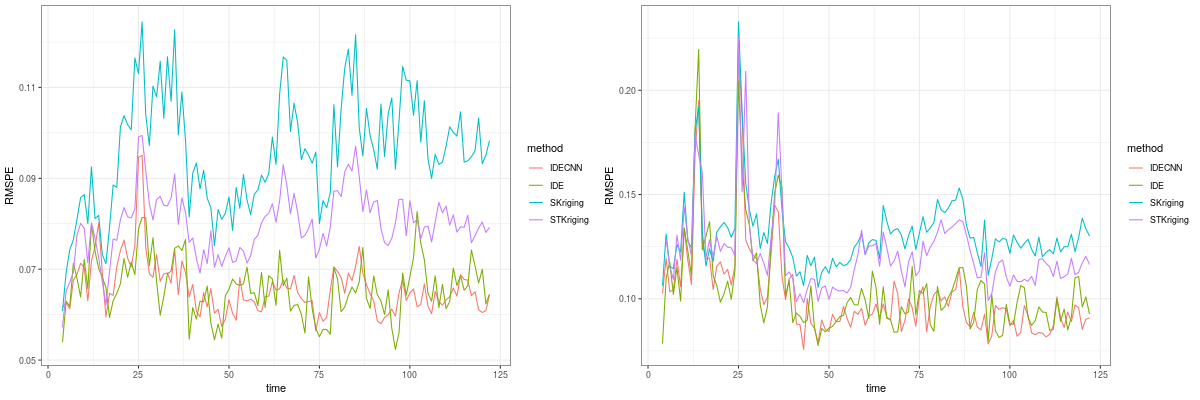 RMSPE
0.11
0.09
0.07
0.05
0
25
50
75
100
125
time
method
IDECNN
IDE
SKriging
STKriging
RMSPE
0.20
0.15
0.10
0
25
50
75
100
125
time
method
IDECNN
IDE
SKriging
STKriging